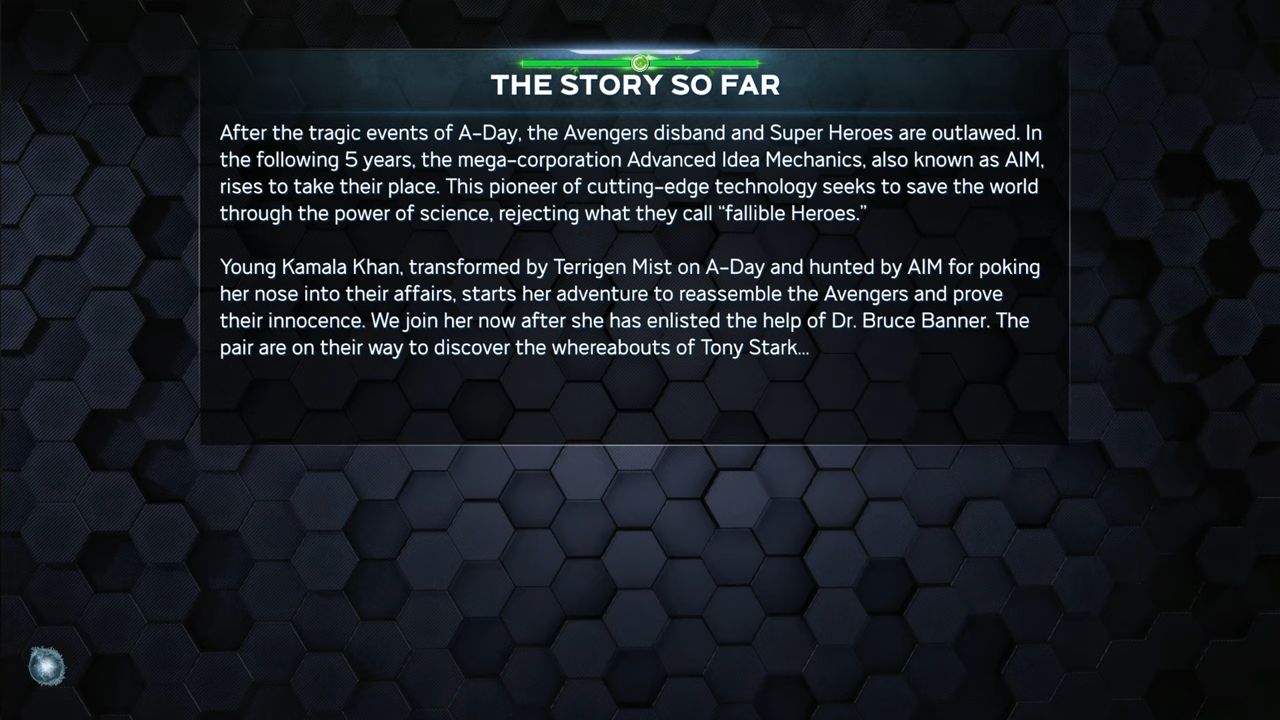 THE STORY SO FAR
After the tragic events of A-Day, the Avengers disband and Super Heroes are outlawed. In
the following 5 years, the mega-corporation Advanced Idea Mechanics, also known as AIM,
rises to take their place. This pioneer of cutting-edge technology seeks to save the world
through the power of science, rejecting what they call “fallible Heroes.”
Young Kamala Khan, transformed by Terrigen Mist on A-Day and hunted by AIM for poking
her nose into their affairs, starts her adventure to reassemble the Avengers and prove
their innocence. We join her now after she has enlisted the help of Dr. Bruce Banner. The
pair are on their way to discover the whereabouts of Tony Stark...